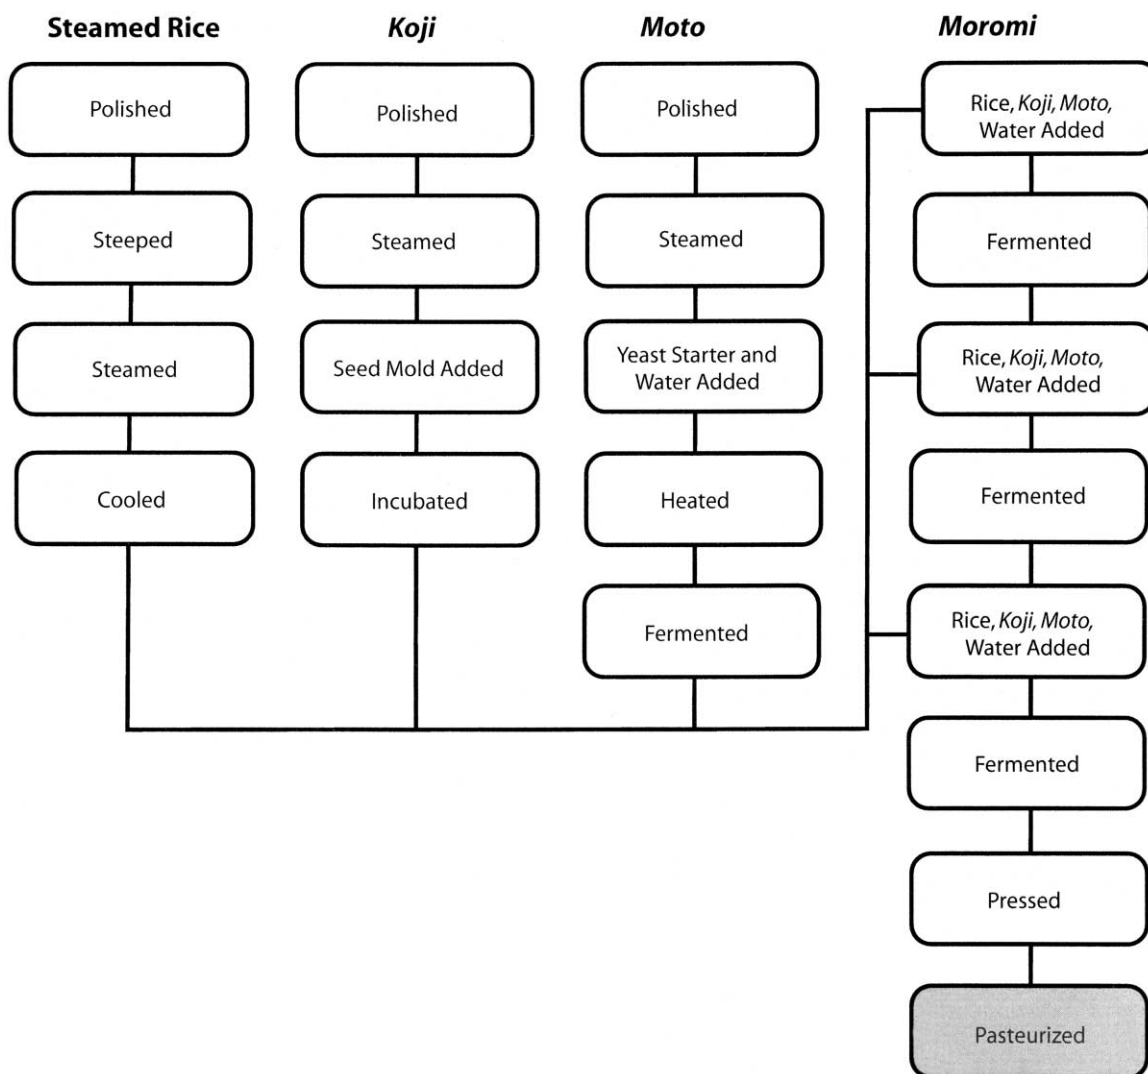 Steamed Rice
Polished
Steeped
Steamed
Cooled
Koji
Polished
Steamed
Seed Mold Added
Incubated
Moto
Polished
Steamed
Yeast Starter and
Water Added
Heated
Fermented
Moromi
Rice, Koji, Moto,
Water Added
Fermented
Rice, Koji, Moto,
Water Added
Fermented
Rice, Koji, Moto,
Water Added
Fermented
Pressed
Pasteurized